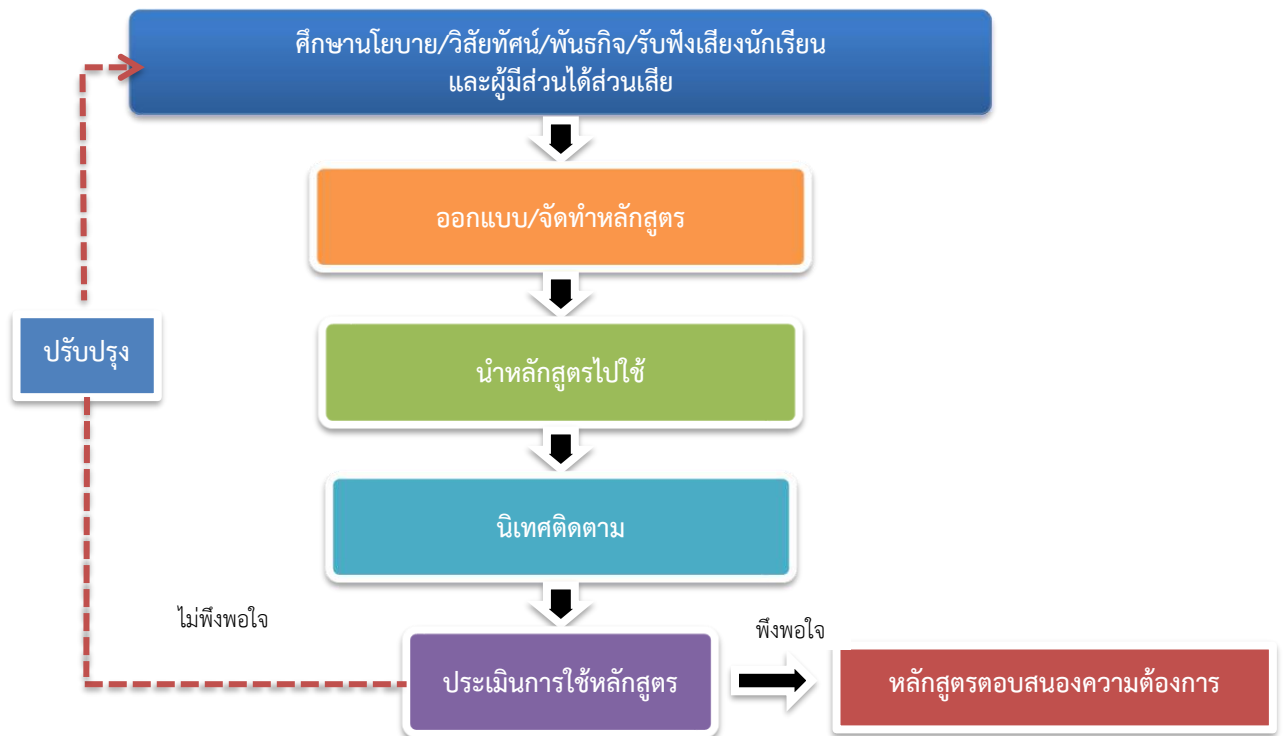 ศึกษานโยบาย/วิสัยทัศน์/พันธกิจ/รับฟังเสียงนักเรียน
และผู้มีส่วนได้ส่วนเสีย
ออกแบบ/จัดทำหลักสูตร
ปรับปรุง
นำหลักสูตรไปใช้
นิเทศติดตาม
ไม่พึงพอใจ
พึงพอใจ
ประเมินการใช้หลักสูตร
หลักสูตรตอบสนองความต้องการ